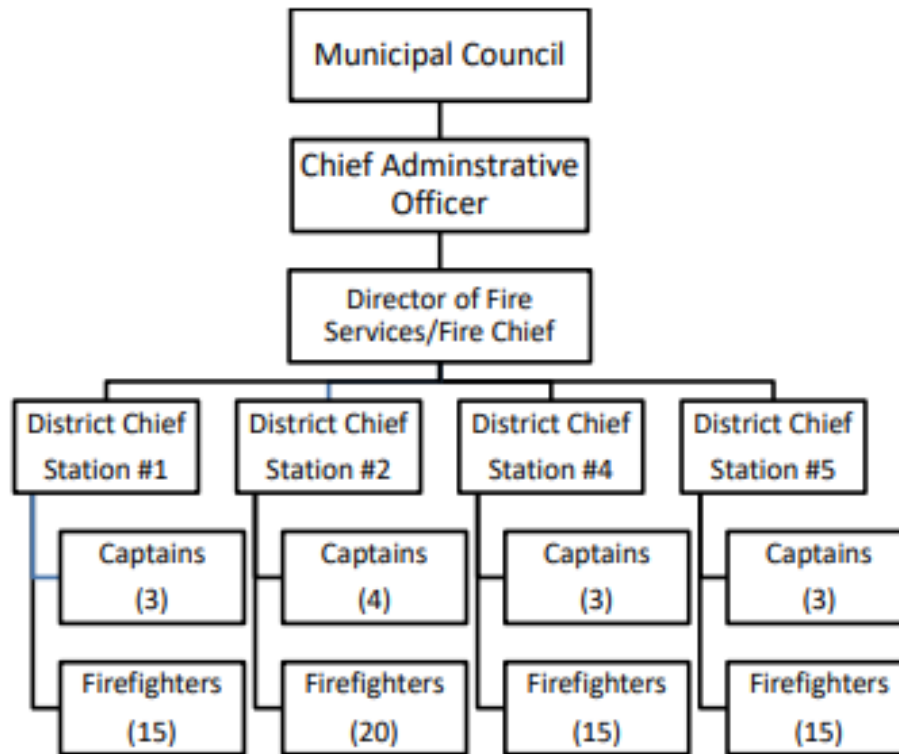 Municipal Council
Chief Adminstrative
Officer
Director of Fire
Services/Fire Chief
District Chief
Station #1
District Chief
Station #2
District Chief
Station #4
District Chief
Station #5
Captains
(3)
Captains
(4)
Captains
(3)
Captains
(3)
Firefighters
(15)
Firefighters
(20)
Firefighters
(15)
Firefighters
(15)